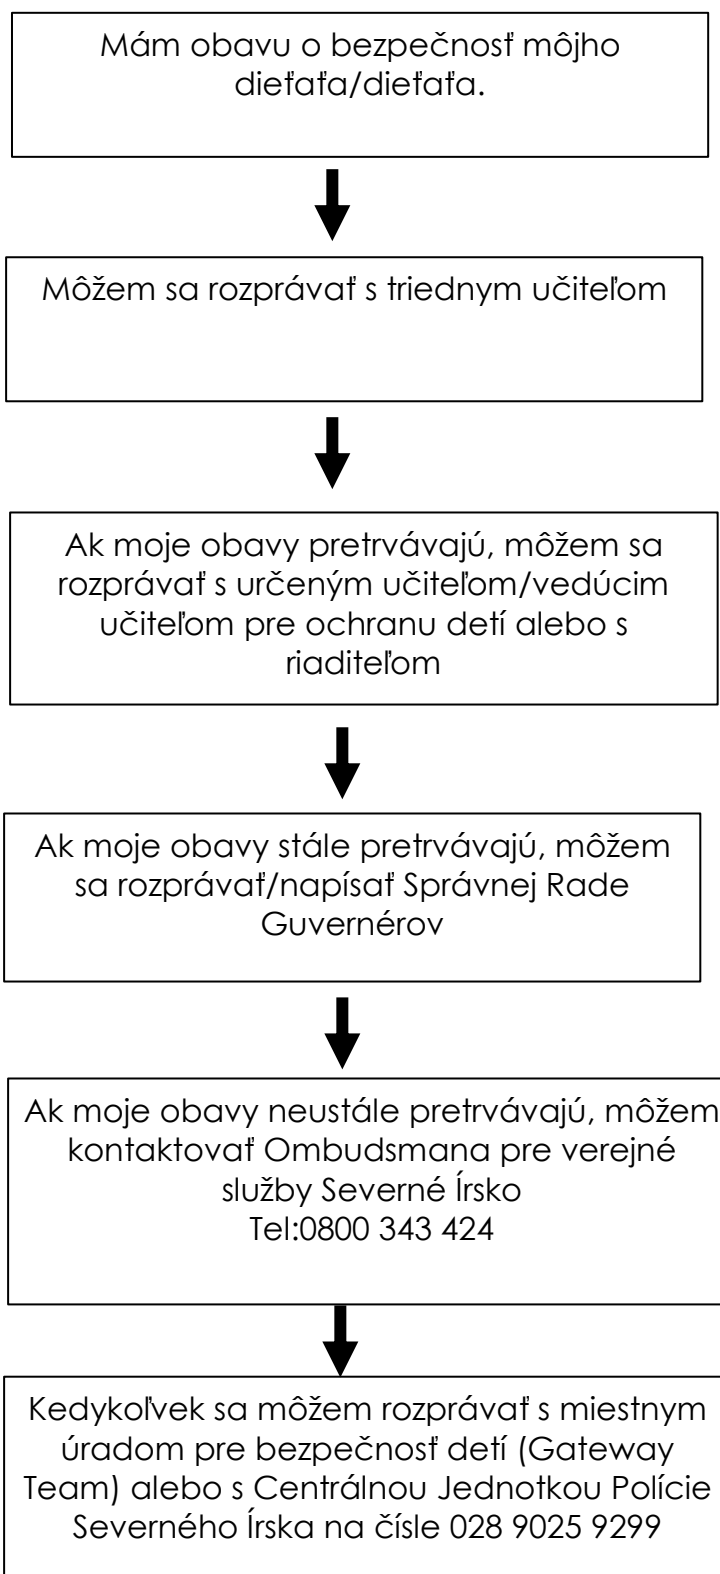 Mám obavu o bezpečnosť môjho
dieťaťa/dieťaťa.
Môžem sa rozprávať s triednym učiteľom
Ak moje obavy pretrvávajú, môžem sa
rozprávať s určeným učiteľom/vedúcim
učiteľom pre ochranu detí alebo s
riaditeľom
Ak moje obavy stále pretrvávajú, môžem
sa rozprávať/napísať Správnej Rade
Guvernérov
Ak moje obavy neustále pretrvávajú, môžem
kontaktovať Ombudsmana pre verejné
služby Severné Írsko
Tel:0800 343 424
Kedykoľvek sa môžem rozprávať s miestnym
úradom pre bezpečnosť detí (Gateway
Team) alebo s Centrálnou Jednotkou Polície
Severného Írska na čísle 028 9025 9299